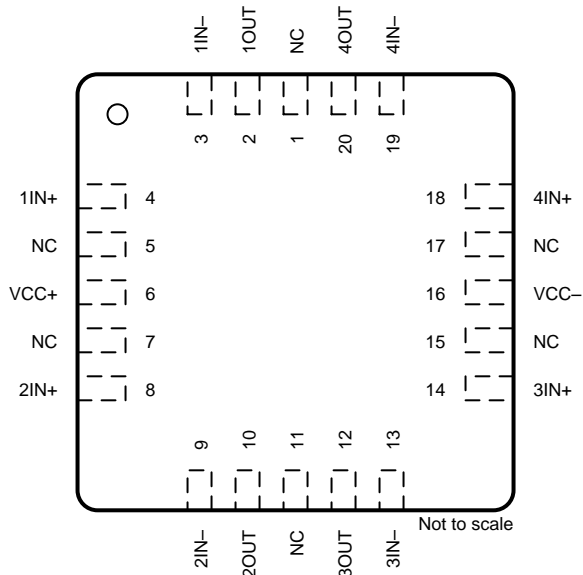 1IN–
1OUT
NC
4OUT
4IN–
3
2
1
20
19
1IN+
4
18
4IN+
NC
5
17
NC
VCC+
6
16
VCC–
NC
7
15
NC
2IN+
8
14
3IN+
9
10
11
12
13
2IN–
2OUT
NC
3OUT
3IN–
Not to scale